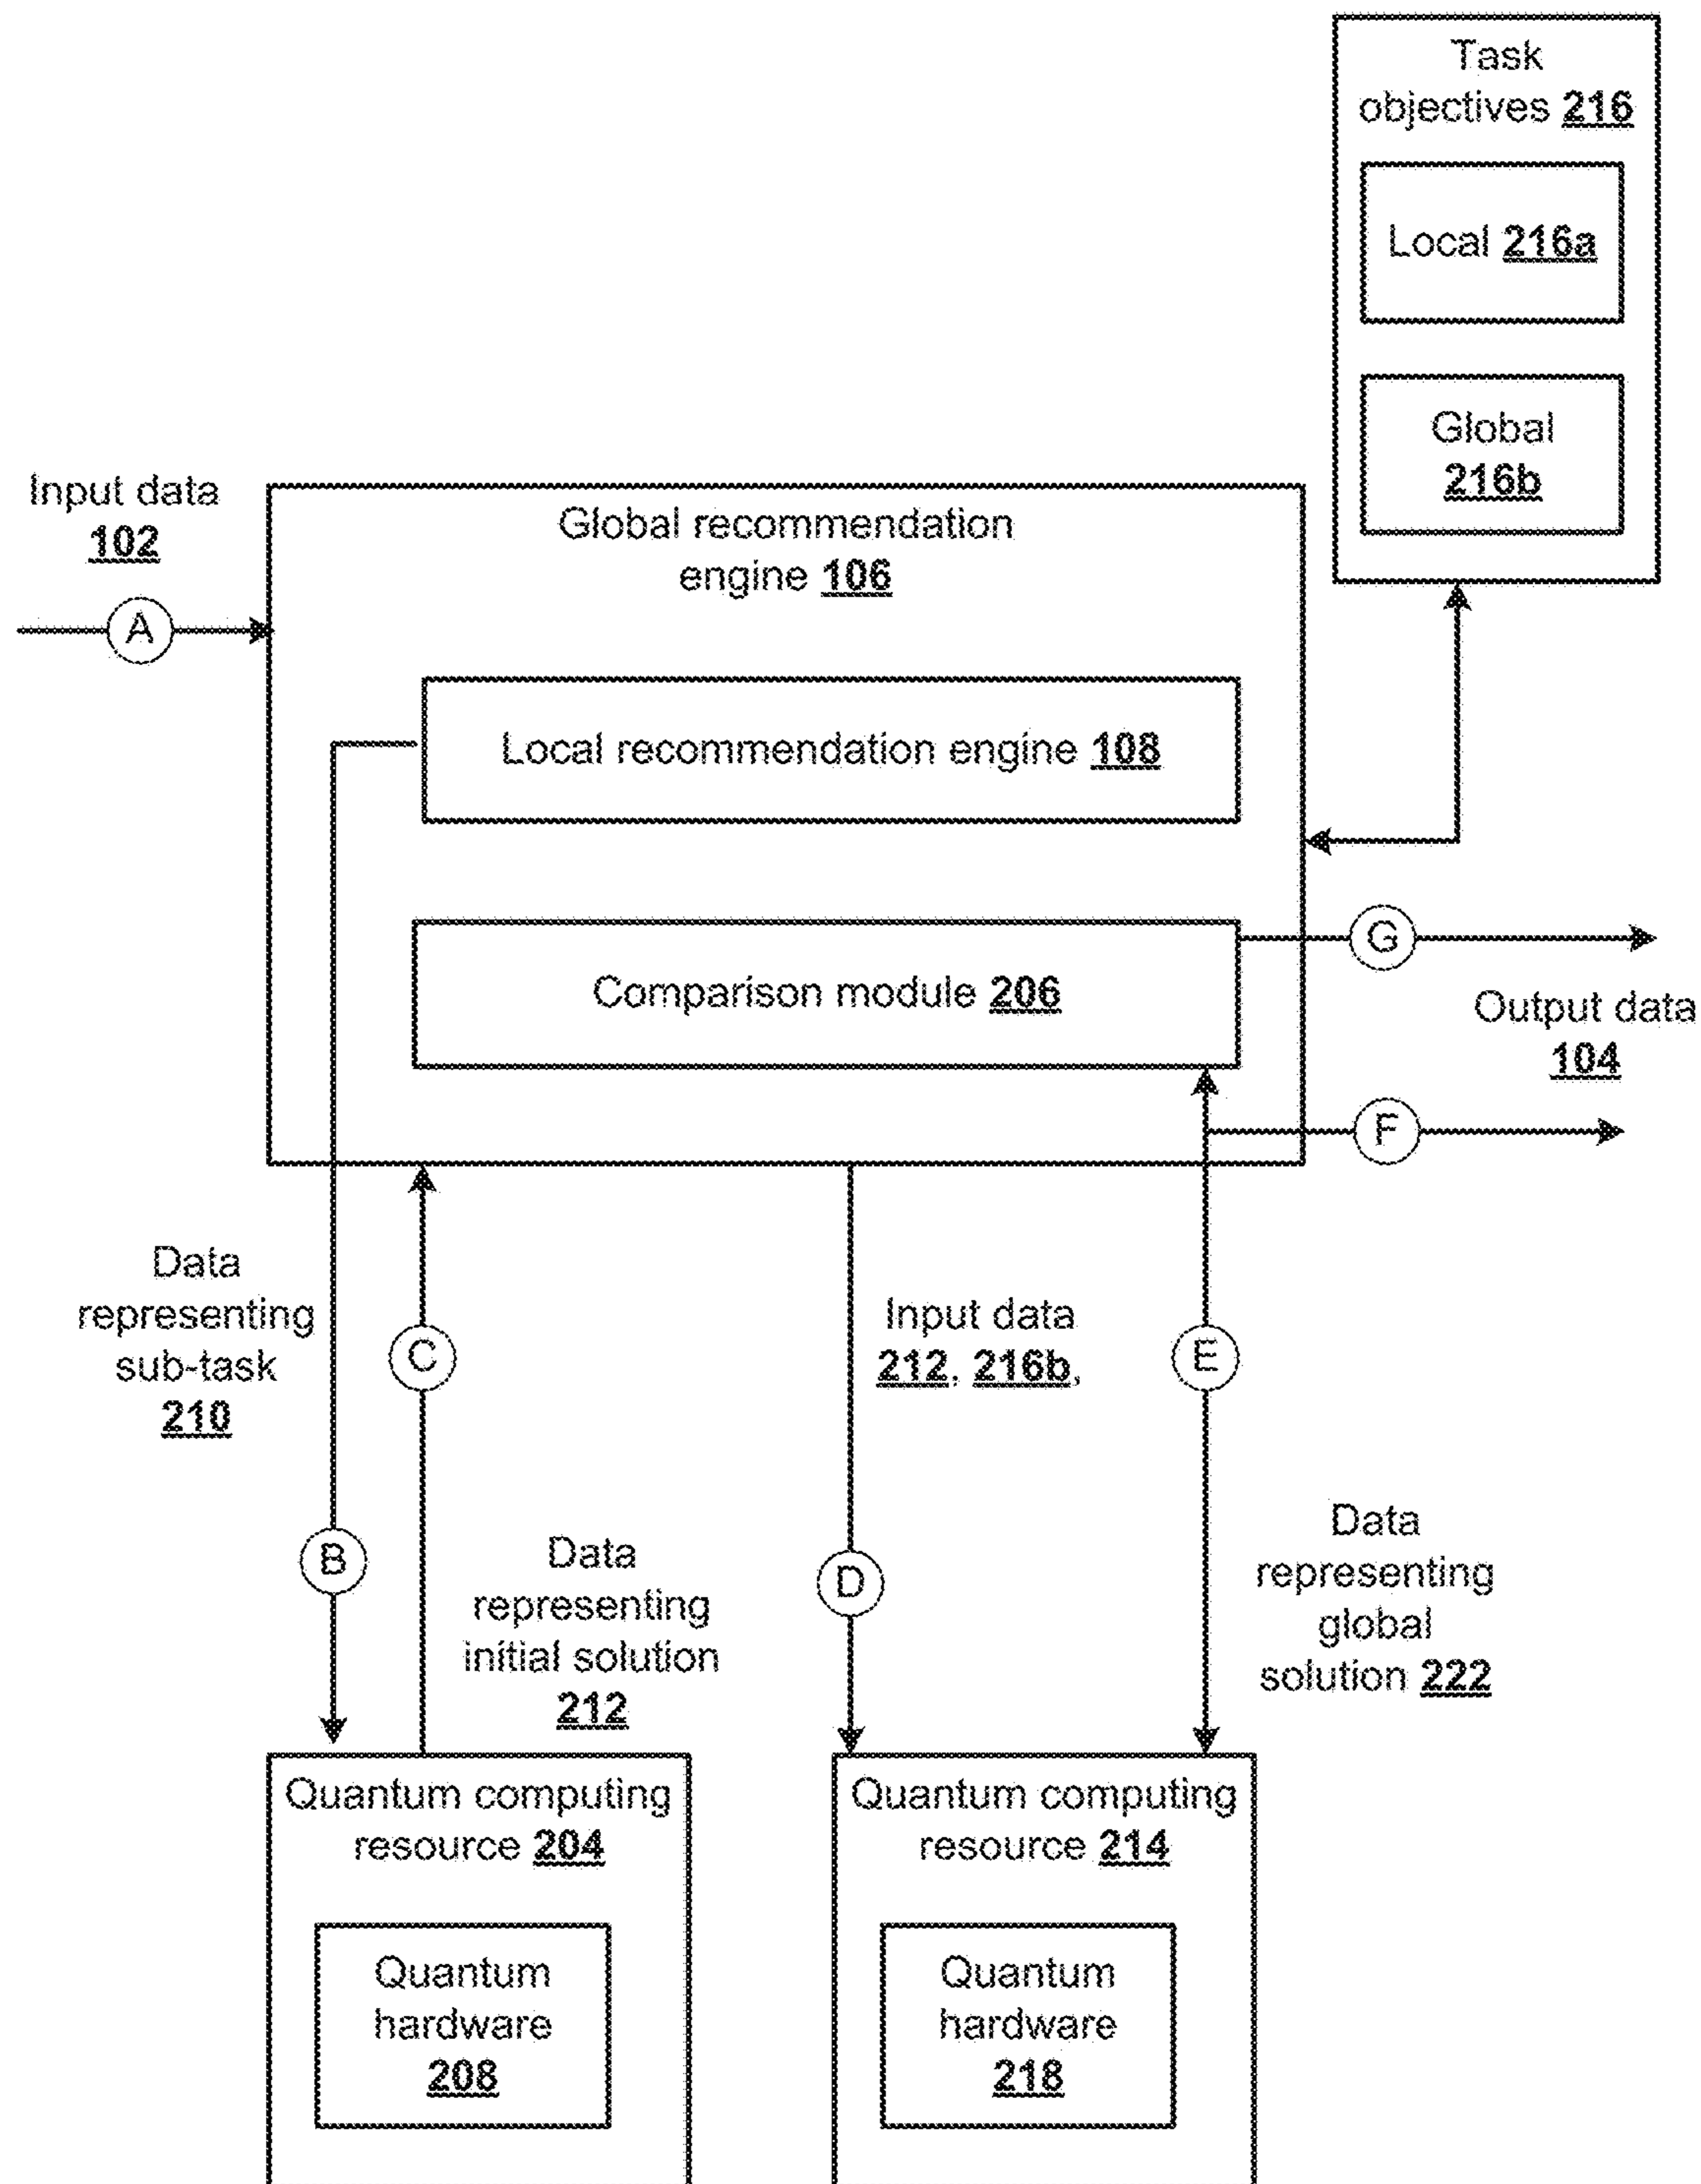 Task
objectives 216
Local 216a
Global
216b
Input data
102
A
Global recommendation
engine 106
Local recommendation engine 108
Comparison module 206
G
Output data
104
F
Data
representing
sub-task
210
C
Input data
212, 216b,
E
B
Data
representing
initial solution
212
D
Data
representing
global
solution 222
Quantum computing
resource 204
Quantum
hardware
208
Quantum computing
resource 214
Quantum
hardware
218